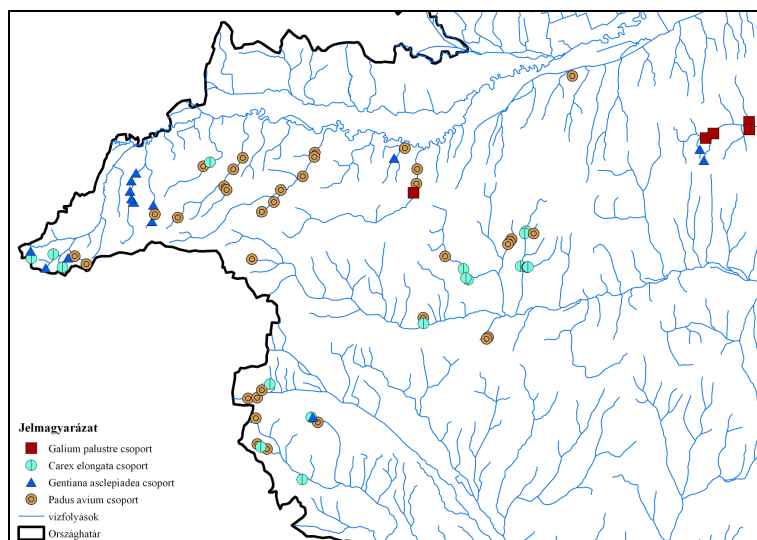 Jelmagyarázat
Galium palustre csoport
Carex elongata csoport
Gentiana asclepiadea csoport
Padus avium csoport
vízfolyások
Országhatár